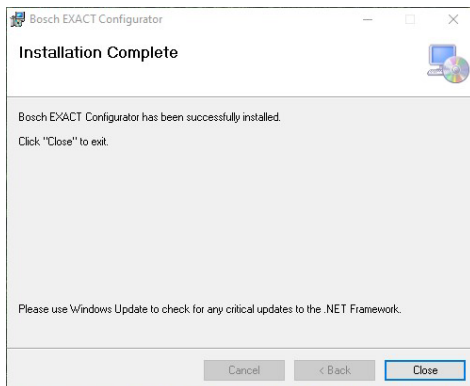 Bosch EXACT Configurator
Installation Complete
Bosch EXACT Configurator has been successfully installed.
Click "Close" to exit.
Please use Windows Update to check for any critical updates to the .NET Framework.
Cancel
< Back
Close